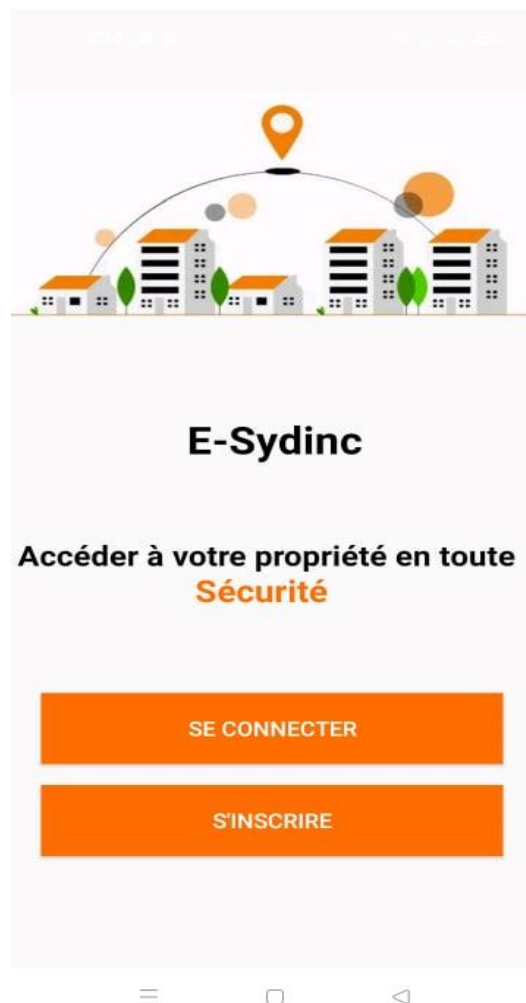 E-Sydinc
Accéder à votre propriété en toute
Sécurité
SE CONNECTER
S'INSCRIRE